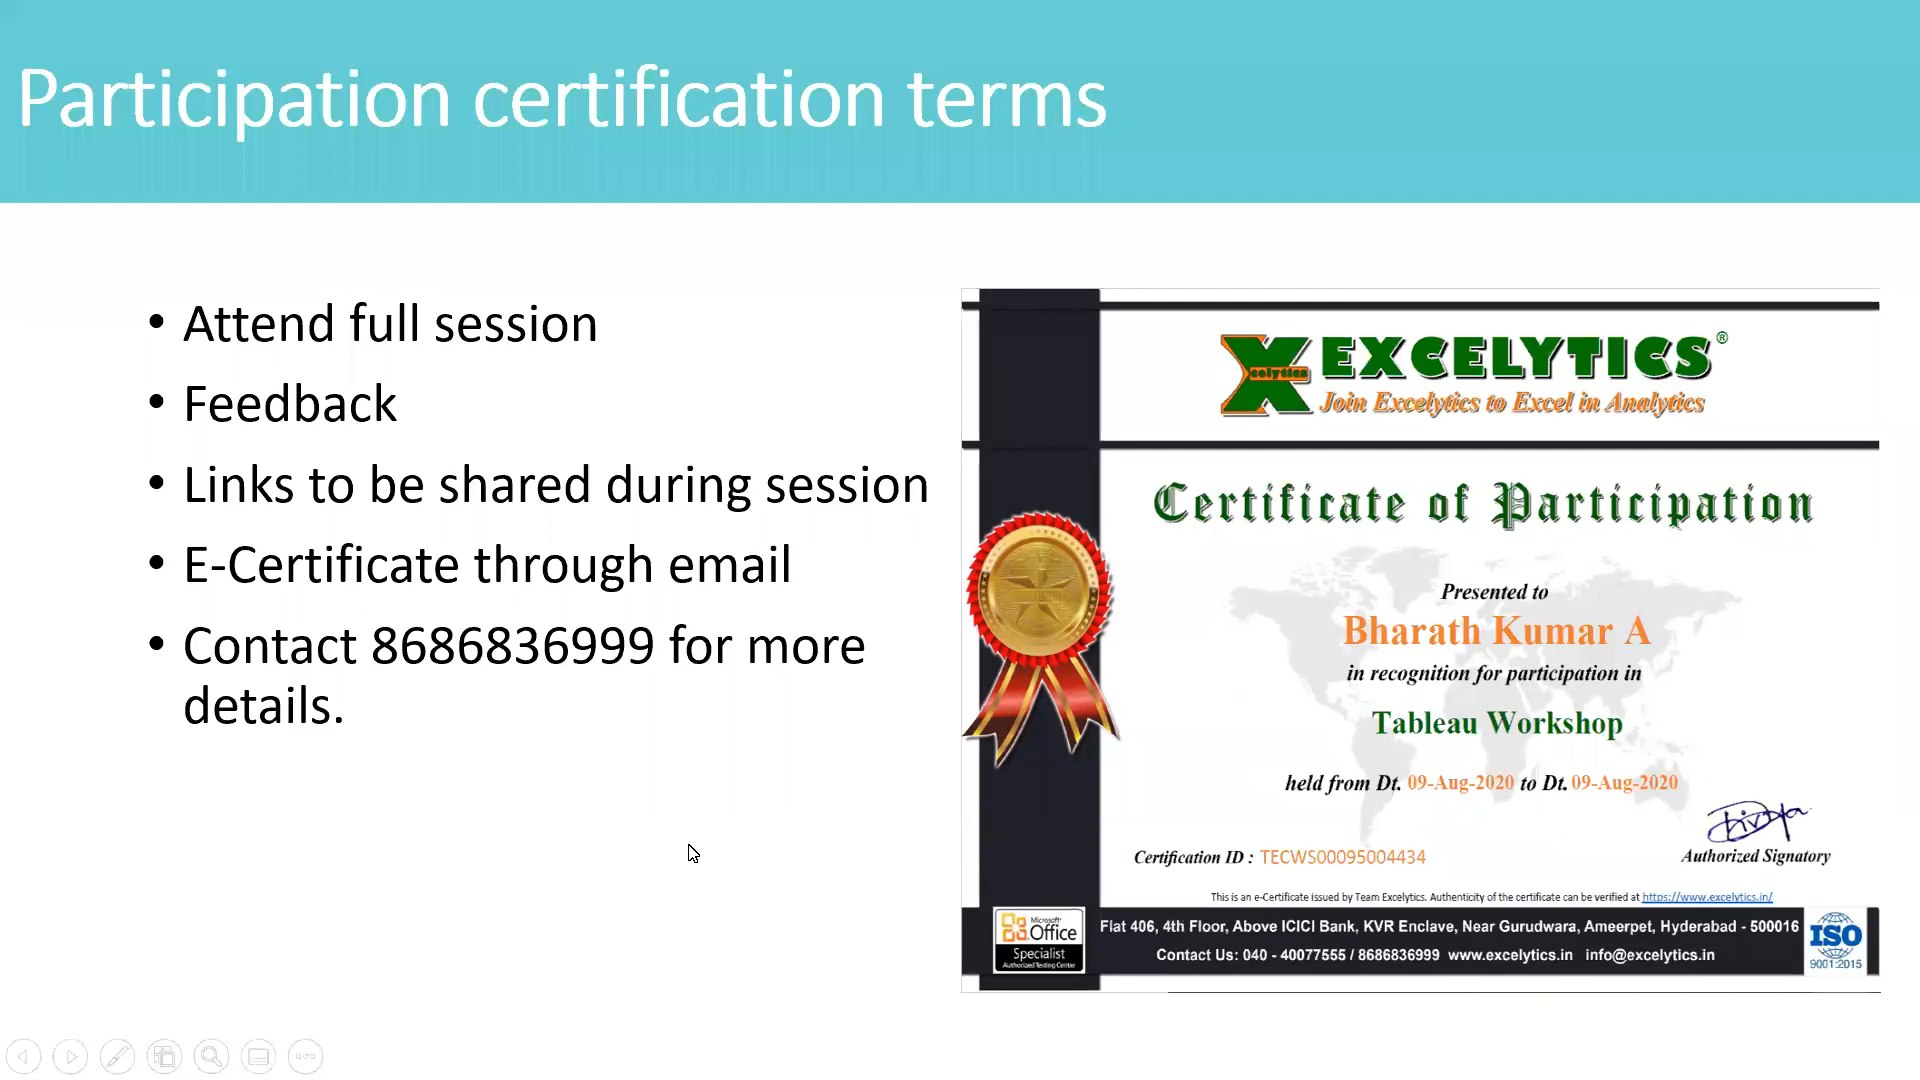 Participation certification terms
• Attend full session
• Feedback
• Links to be shared during session
• E-Certificate through email
• Contact 8686836999 for more
details.
EXCELYTICS®
celytics
Join Excelytics to Excel in Analytics
Certificate of Participation
Presented to
Bharath Kumar A
in recognition for participation in
Tableau Workshop
held from Dt. 09-Aug-2020 to Dt. 09-Aug-2020
Certification ID : TECWS00095004434
Authorized Signatory
This is an e-Certificate issued by Team Excelytics. Authenticity of the certificate can be verified at https://www.excelytics.in/
Microsoft®
Office
Specialist
Authorized Testing Center
Flat 406, 4th Floor, Above ICICI Bank, KVR Enclave, Near Gurudwara, Ameerpet, Hyderabad - 500016
Contact Us: 040 - 40077555 / 8686836999 www.excelytics.in info@excelytics.in
ISO
9001:2015